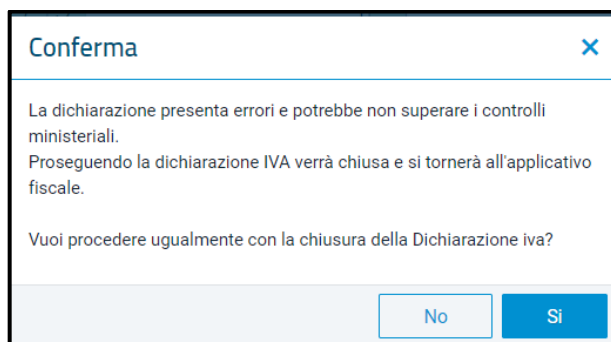 Conferma
La dichiarazione presenta errori e potrebbe non superare i controlli
ministeriali.
Proseguendo la dichiarazione IVA verrà chiusa e si tornerà all'applicativo
fiscale.
Vuoi procedere ugualmente con la chiusura della Dichiarazione iva?
No
Si